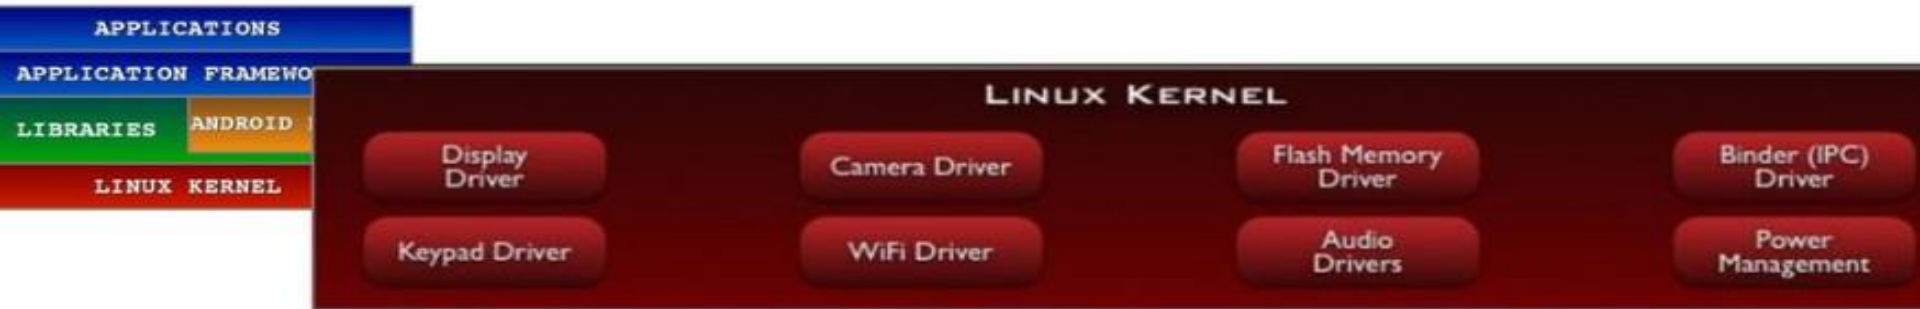 APPLICATIONS
APPLICATION FRAMEWO
LIBRARIES
ANDROID
LINUX KERNEL
LINUX KERNEL
Display
Driver
Camera Driver
Flash Memory
Driver
Binder (IPC)
Driver
Keypad Driver
WiFi Driver
Audio
Drivers
Power
Management